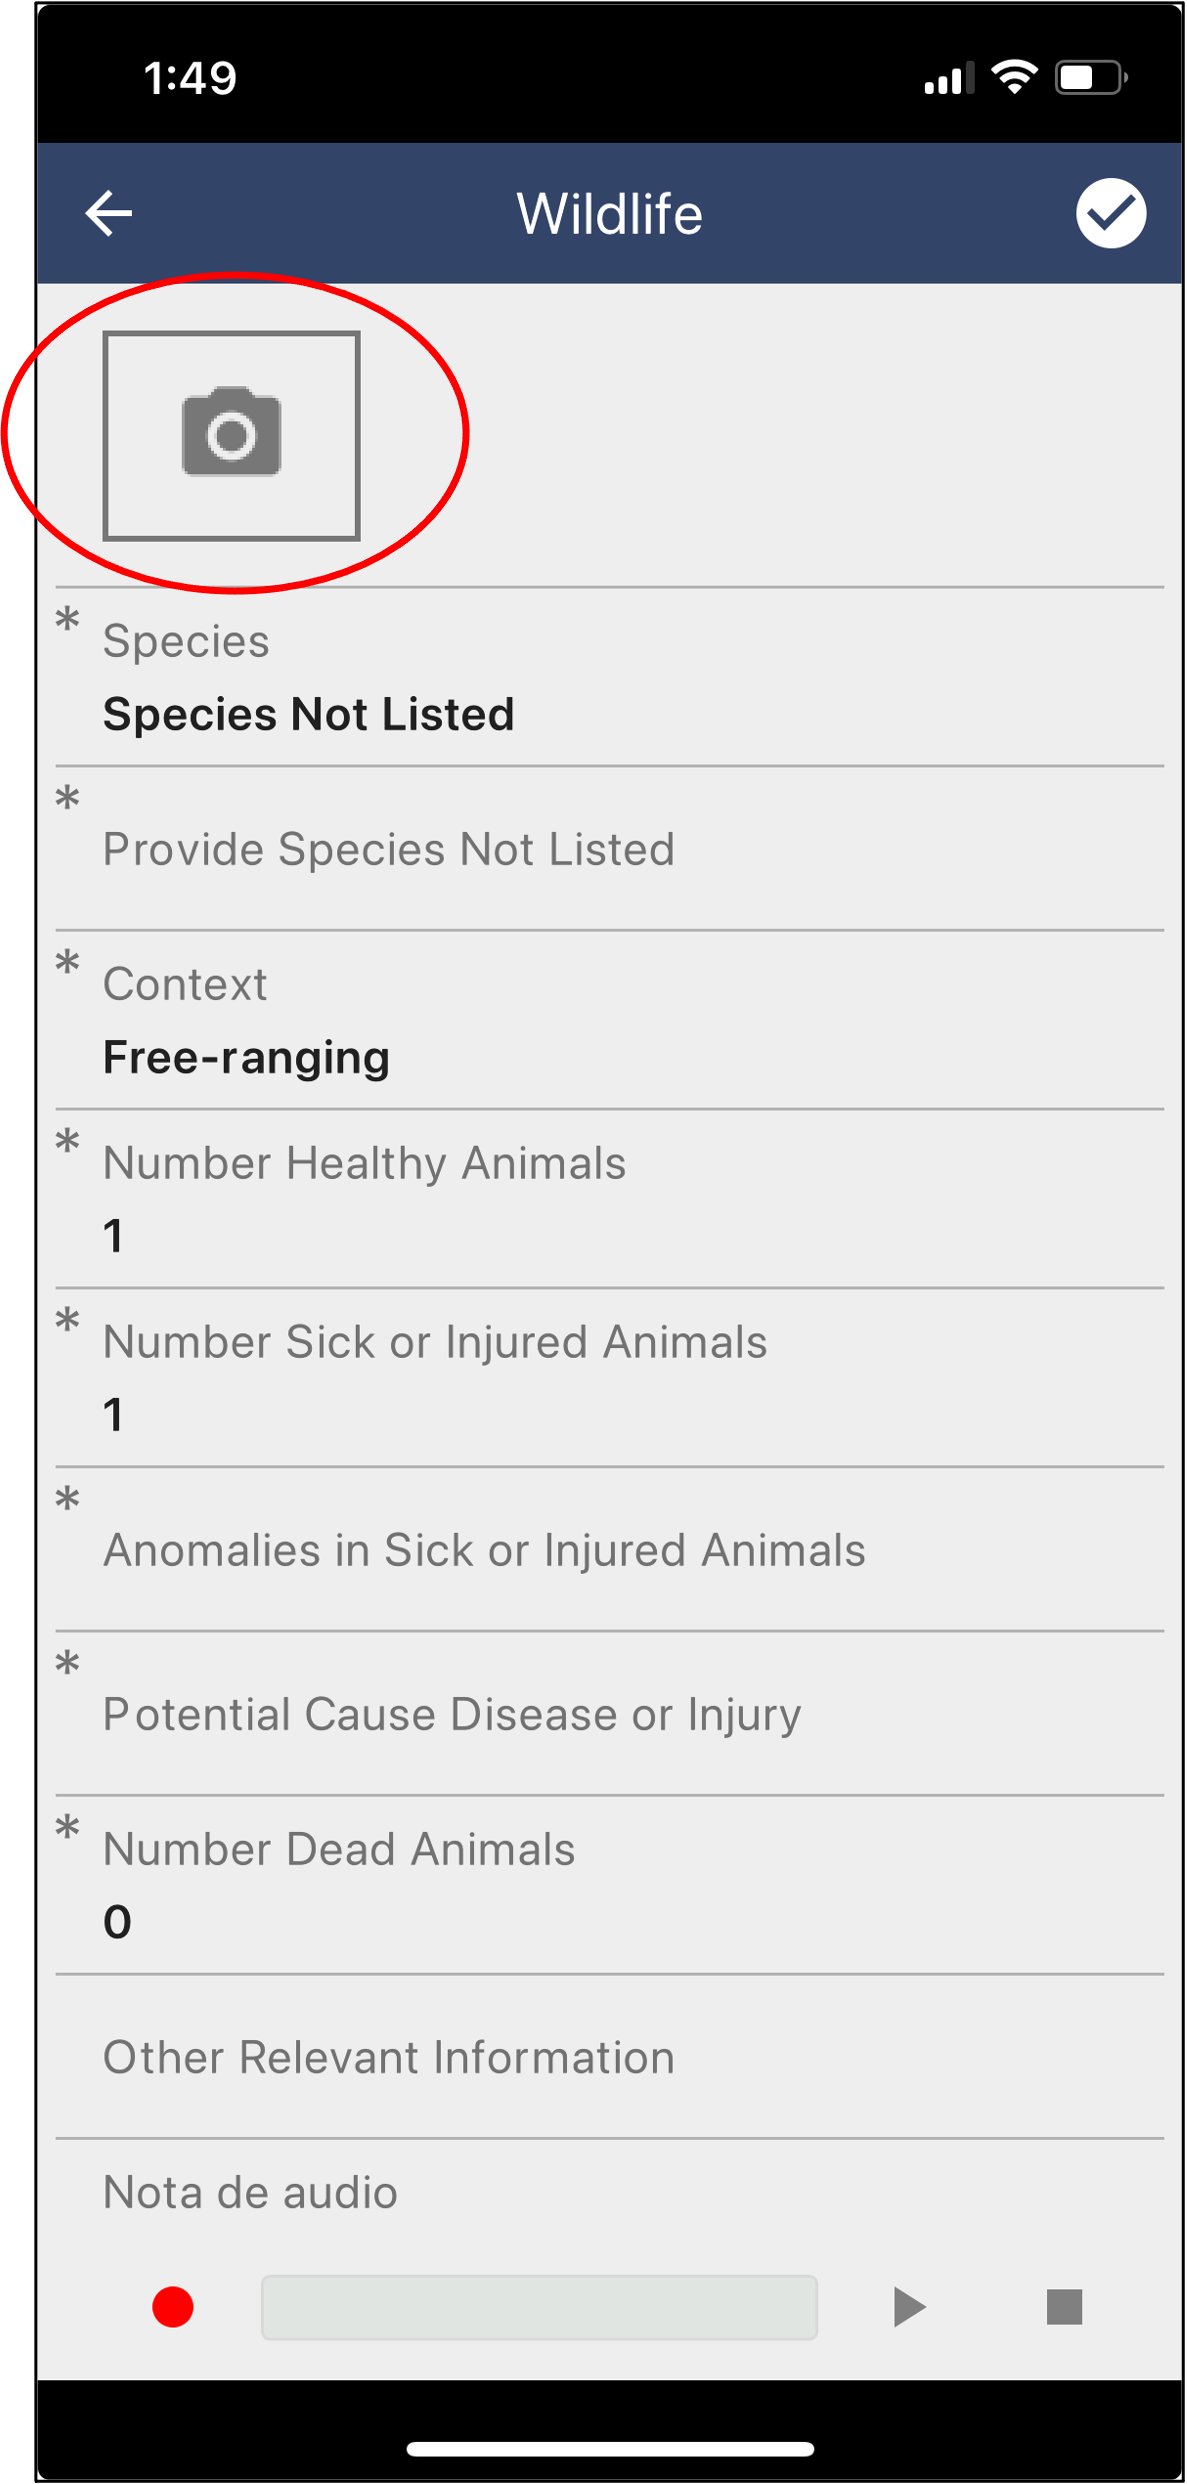 1:49
Wildlife
* Species
Species Not Listed
* Provide Species Not Listed
* Context
Free-ranging
* Number Healthy Animals
1
* Number Sick or Injured Animals
1
* Anomalies in Sick or Injured Animals
* Potential Cause Disease or Injury
* Number Dead Animals
0
Other Relevant Information
Nota de audio